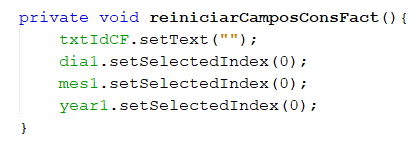 private void reiniciarCamposConsFact(){
txtIdCF.setText("");
dia1.setSelectedIndex(0);
mes1.setSelectedIndex(0);
year1.setSelectedIndex(0);
}